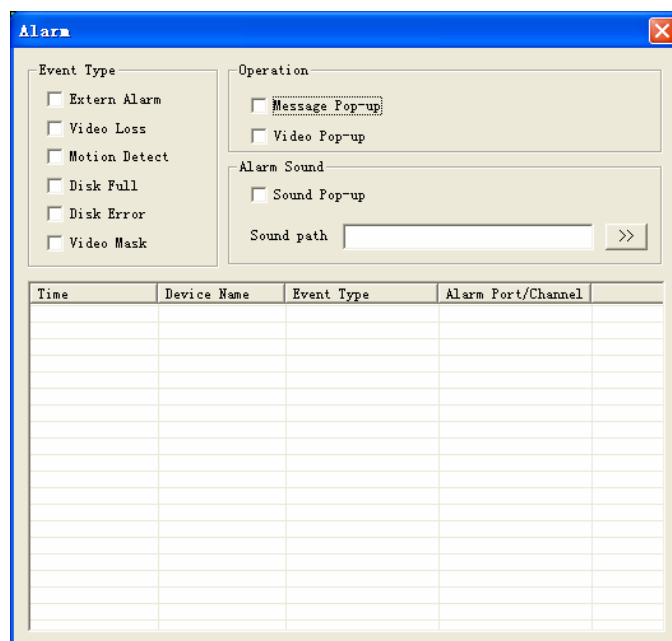 Alarm
Event Type
Extern Alarm
Video Loss
Motion Detect
Disk Full
Disk Error
Video Mask
Operation
Message Pop-up
Video Pop-up
Alarm Sound
Sound Pop-up
Sound path >>
Time Device Name Event Type Alarm Port/Channel